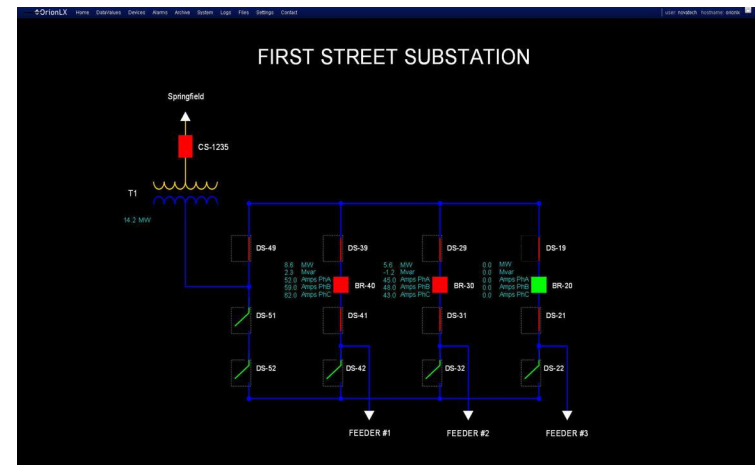 OrionLX Home DataValues Devices Alarms Archive System Logs Files Settings Contact
user: novatech hostname: orionlx
FIRST STREET SUBSTATION
Springfield
CS-1235
T1
14.2 MW
DS-49 DS-39 DS-29 DS-19
8.6 MW
2.3 Mvar
52.0 Amps PhA
59.0 Amps PhB
62.0 Amps PhC
BR-40
5.6 MW
-1.2 Mvar
45.0 Amps PhA
48.0 Amps PhB
43.0 Amps PhC
BR-30
0.0 MW
0.0 Mvar
0.0 Amps PhA
0.0 Amps PhB
0.0 Amps PhC
BR-20
DS-51 DS-41 DS-31 DS-21
DS-52 DS-42 DS-32 DS-22
FEEDER #1 FEEDER #2 FEEDER #3